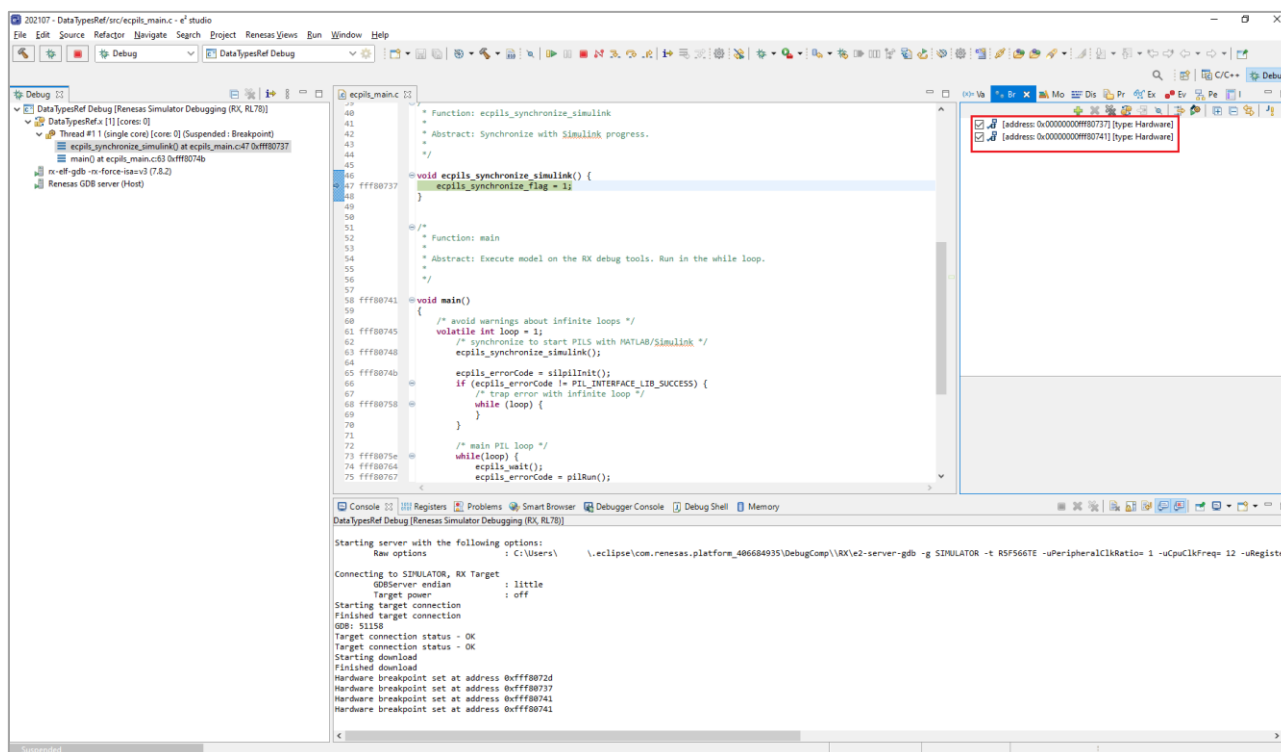 202107 - DataTypesRef/src/ecpils_main.c - e² studio
File Edit Source Refactor Navigate Search Project Renesas Views Run Window Help
Debug
DataTypesRef Debug
C/C++
Debu
Debug
DataTypesRef Debug [Renesas Simulator Debugging (RX, RL78)]
DataTypesRef.x [1] [cores: 0]
Thread #1 1 (single core) [core: 0] (Suspended : Breakpoint)
ecpils_synchronize_simulink() at ecpils_main.c:47 0xfff80737
main() at ecpils_main.c:63 0xfff8074b
rx-elf-gdb -rx-force-isa=v3 (7.8.2)
Renesas GDB server (Host)
ecpils_main.c
39
40 * Function: ecpils_synchronize_simulink
41 *
42 * Abstract: Synchronize with Simulink progress.
43 *
44 */
45
46 void ecpils_synchronize_simulink() {
47 fff80737 ecpils_synchronize_flag = 1;
48 }
49
50
51 /*
52 * Function: main
53 *
54 * Abstract: Execute model on the RX debug tools. Run in the while loop.
55 *
56 */
57
58 fff80741 void main()
59 {
60 /* avoid warnings about infinite loops */
61 fff80745 volatile int loop = 1;
62 /* synchronize to start PILS with MATLAB/Simulink */
63 fff80748 ecpils_synchronize_simulink();
64
65 fff8074b ecpils_errorCode = silpilInit();
66 if (ecpils_errorCode != PIL_INTERFACE_LIB_SUCCESS) {
67 /* trap error with infinite loop */
68 fff80758 while (loop) {
69 }
70 }
71
72 /* main PIL loop */
73 fff8075e while(loop) {
74 fff80764 ecpils_wait();
75 fff80767 ecpils_errorCode = pilRun();
Va Br Mo Dis Pr Ex Ev Pe I
[address: 0x00000000fff80737] [type: Hardware]
[address: 0x00000000fff80741] [type: Hardware]
Console Registers Problems Smart Browser Debugger Console Debug Shell Memory
DataTypesRef Debug [Renesas Simulator Debugging (RX, RL78)]
Starting server with the following options:
Raw options : C:\Users\ \.eclipse\com.renesas.platform_406684935\DebugComp\\RX\e2-server-gdb -g SIMULATOR -t R5F566TE -uPeripheralClkRatio= 1 -uCpuClkFreq= 12 -uRegiste
Connecting to SIMULATOR, RX Target
GDBServer endian : little
Target power : off
Starting target connection
Finished target connection
GDB: 51158
Target connection status - OK
Target connection status - OK
Starting download
Finished download
Hardware breakpoint set at address 0xfff8072d
Hardware breakpoint set at address 0xfff80737
Hardware breakpoint set at address 0xfff80741
Hardware breakpoint set at address 0xfff80741
Suspended